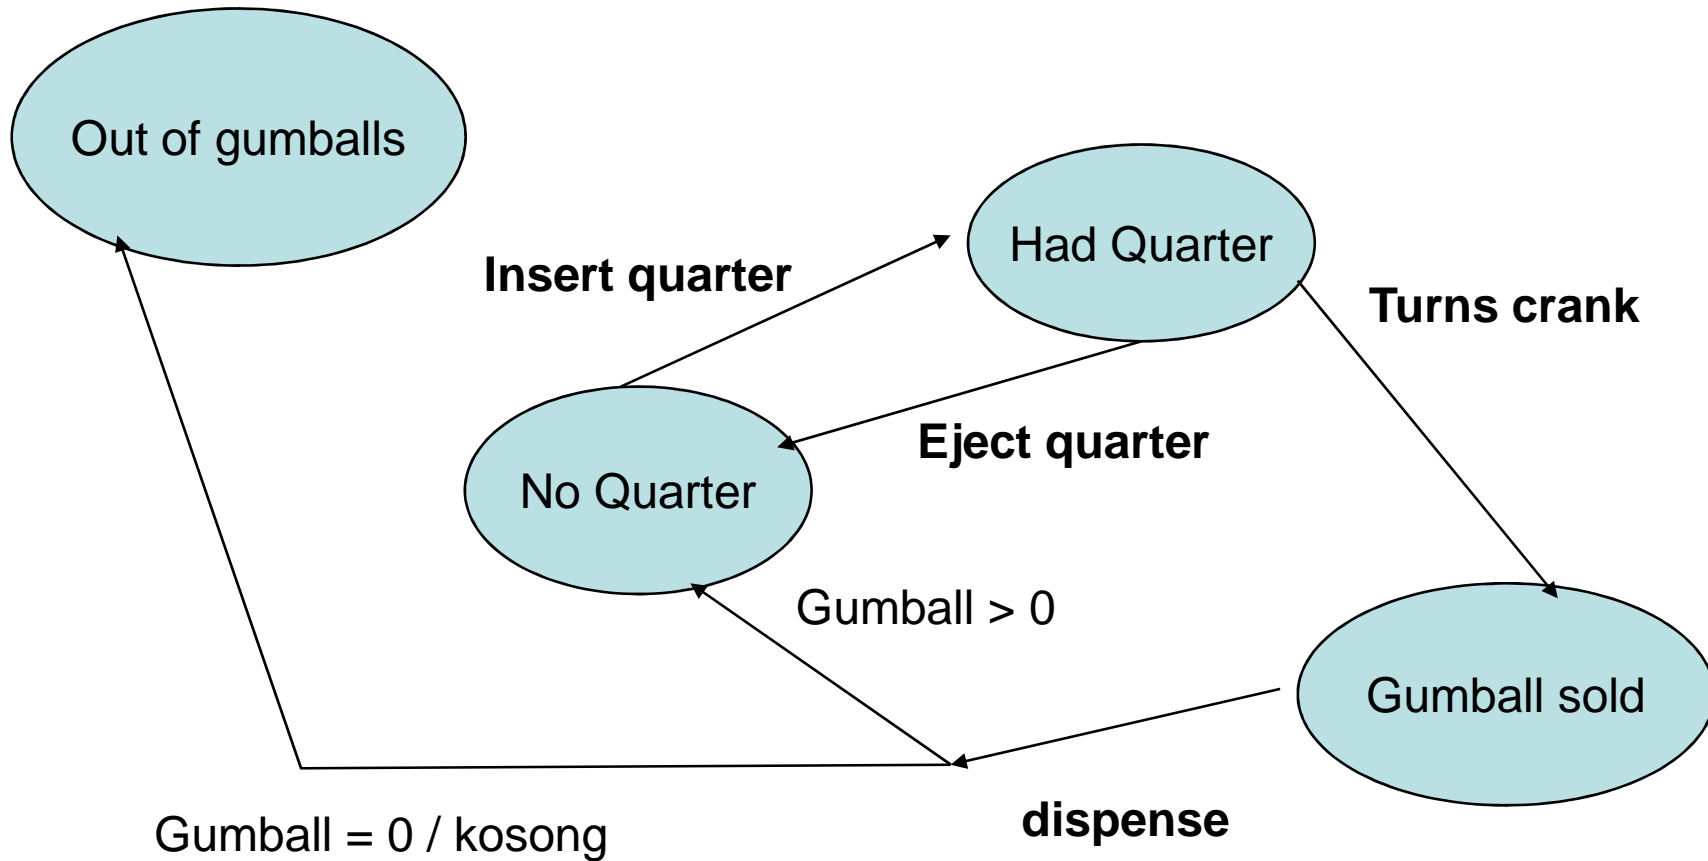 Out of gumballs
Had Quarter
Insert quarter
Turns crank
Eject quarter
No Quarter
Gumball > 0
Gumball sold
dispense
Gumball = 0 / kosong